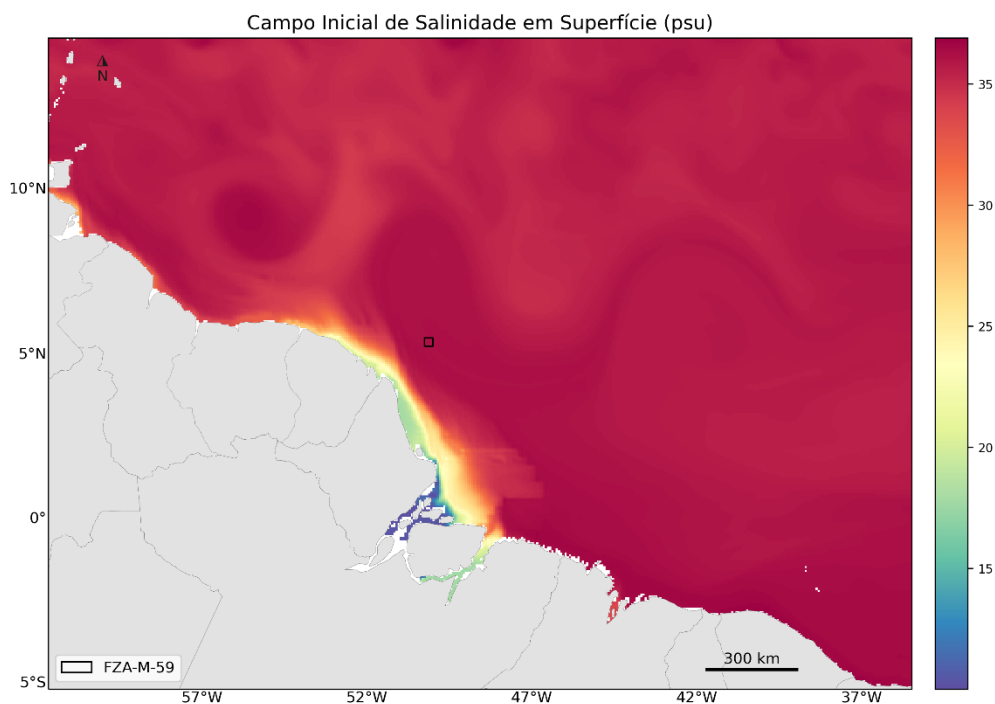 Campo Inicial de Salinidade em Superfície (psu)
N
10°N
5°N
0°
5°S
57°W
52°W
47°W
42°W
37°W
FZA-M-59
300 km
35
30
25
20
15